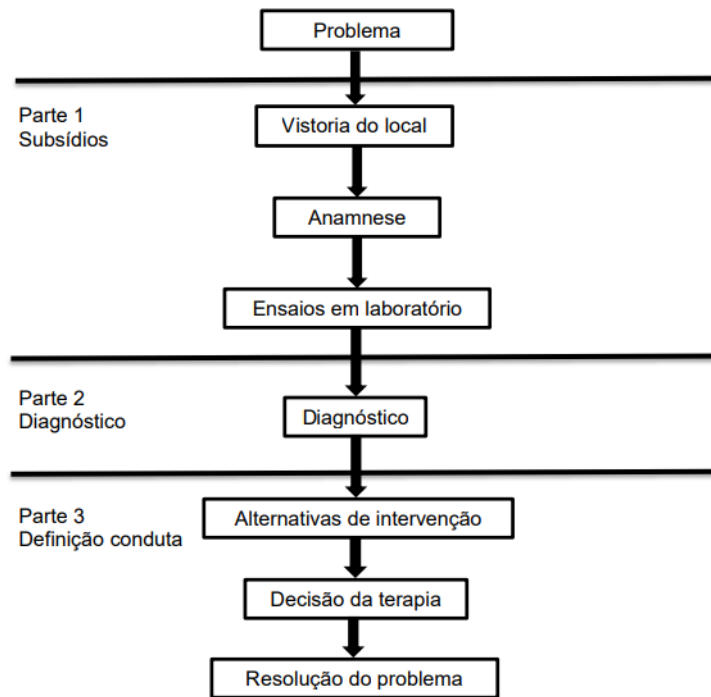 Problema
Parte 1
Subsídios
Vistoria do local
Anamnese
Ensaios em laboratório
Parte 2
Diagnóstico
Diagnóstico
Parte 3
Definição conduta
Alternativas de intervenção
Decisão da terapia
Resolução do problema